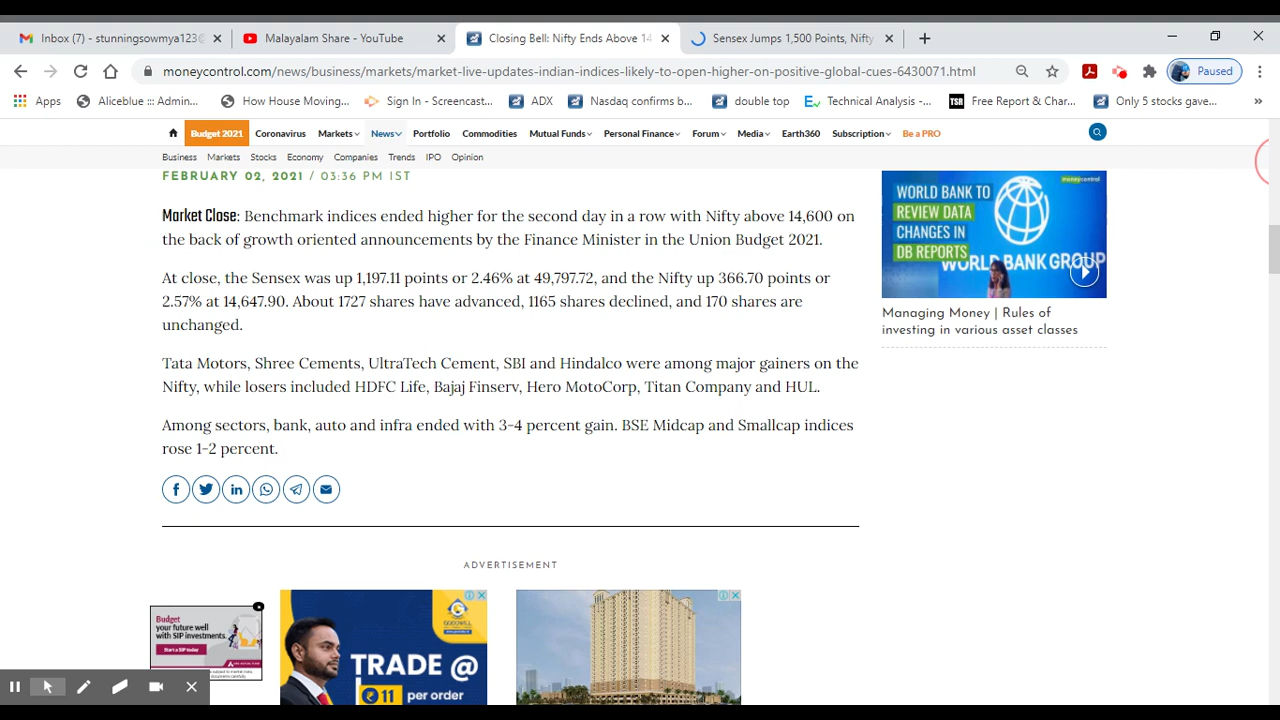 Inbox (7) - stunningsowmya123@
Malayalam Share - YouTube
Closing Bell: Nifty Ends Above 14
Sensex Jumps 1,500 Points, Nifty
moneycontrol.com/news/business/markets/market-live-updates-indian-indices-likely-to-open-higher-on-positive-global-cues-6430071.html
Paused
Apps
Aliceblue ::: Admin...
How House Moving...
Sign In - Screencast...
ADX
Nasdaq confirms b...
double top
Technical Analysis -...
TSR Free Report & Char...
Only 5 stocks gave...
Budget 2021 Coronavirus Markets News Portfolio Commodities Mutual Funds Personal Finance Forum Media Earth360 Subscription Be a PRO
Business Markets Stocks Economy Companies Trends IPO Opinion
FEBRUARY 02, 2021 / 03:36 PM IST
Market Close: Benchmark indices ended higher for the second day in a row with Nifty above 14,600 on
the back of growth oriented announcements by the Finance Minister in the Union Budget 2021.
At close, the Sensex was up 1,197.11 points or 2.46% at 49,797.72, and the Nifty up 366.70 points or
2.57% at 14,647.90. About 1727 shares have advanced, 1165 shares declined, and 170 shares are
unchanged.
Tata Motors, Shree Cements, UltraTech Cement, SBI and Hindalco were among major gainers on the
Nifty, while losers included HDFC Life, Bajaj Finserv, Hero MotoCorp, Titan Company and HUL.
Among sectors, bank, auto and infra ended with 3-4 percent gain. BSE Midcap and Smallcap indices
rose 1-2 percent.
moneycontrol
WORLD BANK TO
REVIEW DATA
CHANGES IN
DB REPORTS
WORLD BANK GROUP
Managing Money | Rules of
investing in various asset classes
ADVERTISEMENT
Budget
your future well
with SIP investments.
Start a SIP today
GOODWILL
TRADE @
₹ 11 per order